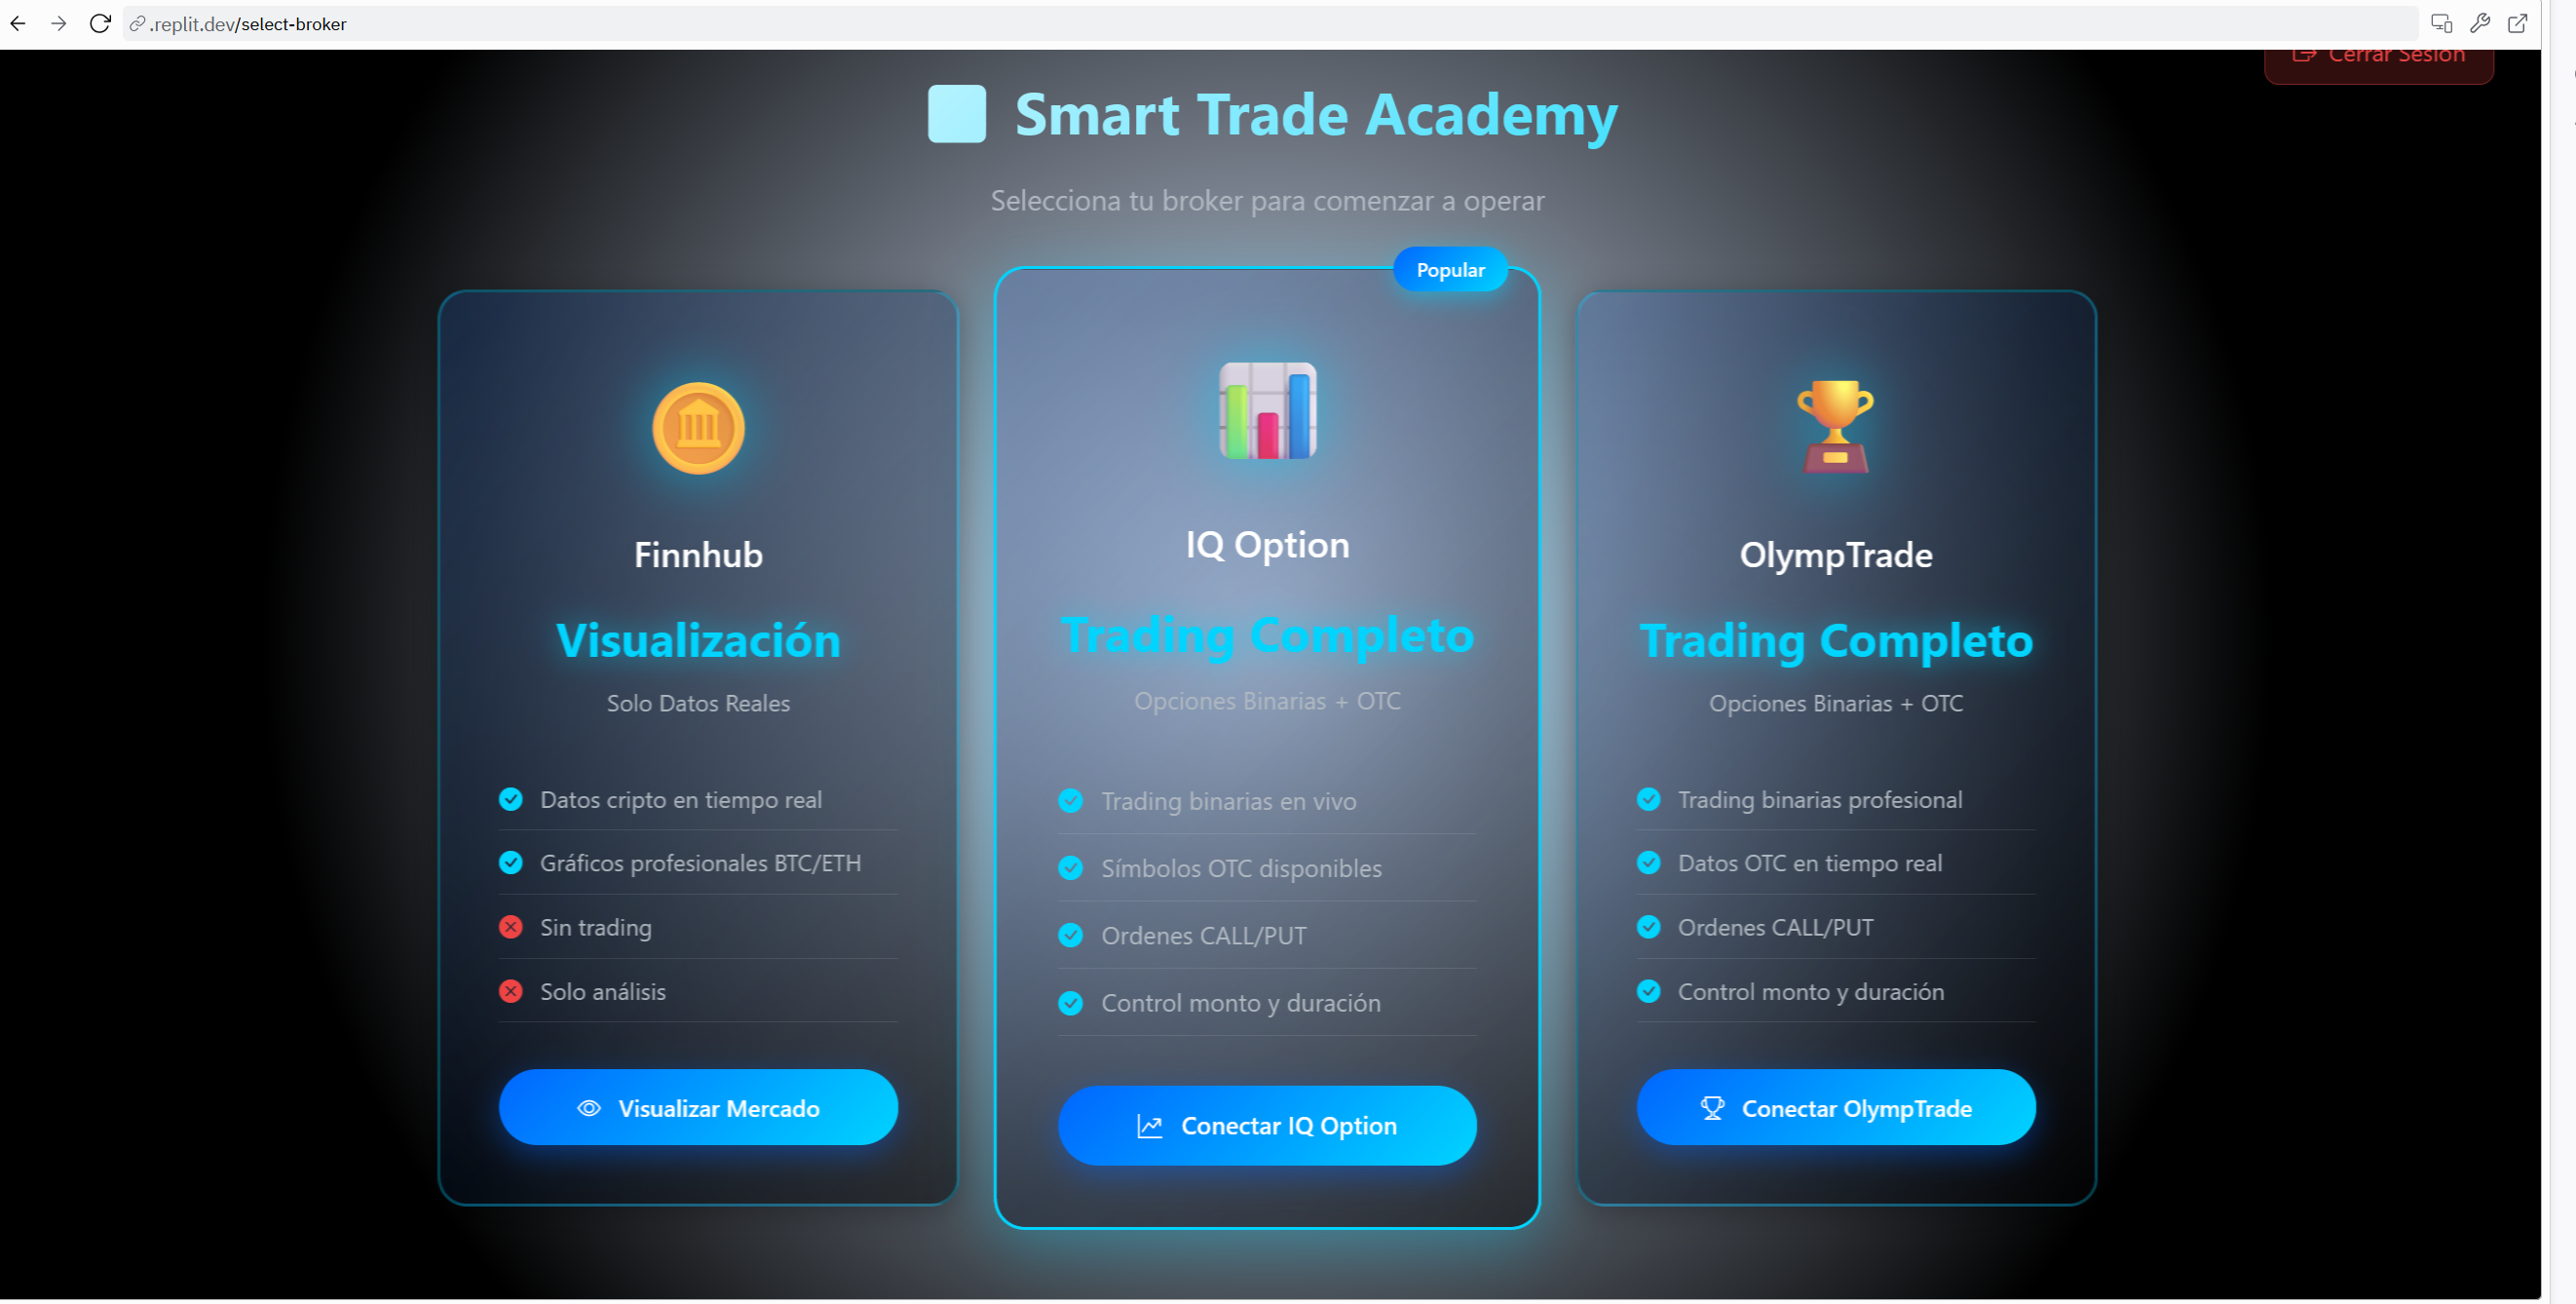 .replit.dev/select-broker
Cerrar Sesión
Smart Trade Academy
Selecciona tu broker para comenzar a operar
Finnhub
Visualización
Solo Datos Reales
Datos cripto en tiempo real
Gráficos profesionales BTC/ETH
Sin trading
Solo análisis
Visualizar Mercado
Popular
IQ Option
Trading Completo
Opciones Binarias + OTC
Trading binarias en vivo
Símbolos OTC disponibles
Ordenes CALL/PUT
Control monto y duración
Conectar IQ Option
OlympTrade
Trading Completo
Opciones Binarias + OTC
Trading binarias profesional
Datos OTC en tiempo real
Ordenes CALL/PUT
Control monto y duración
Conectar OlympTrade